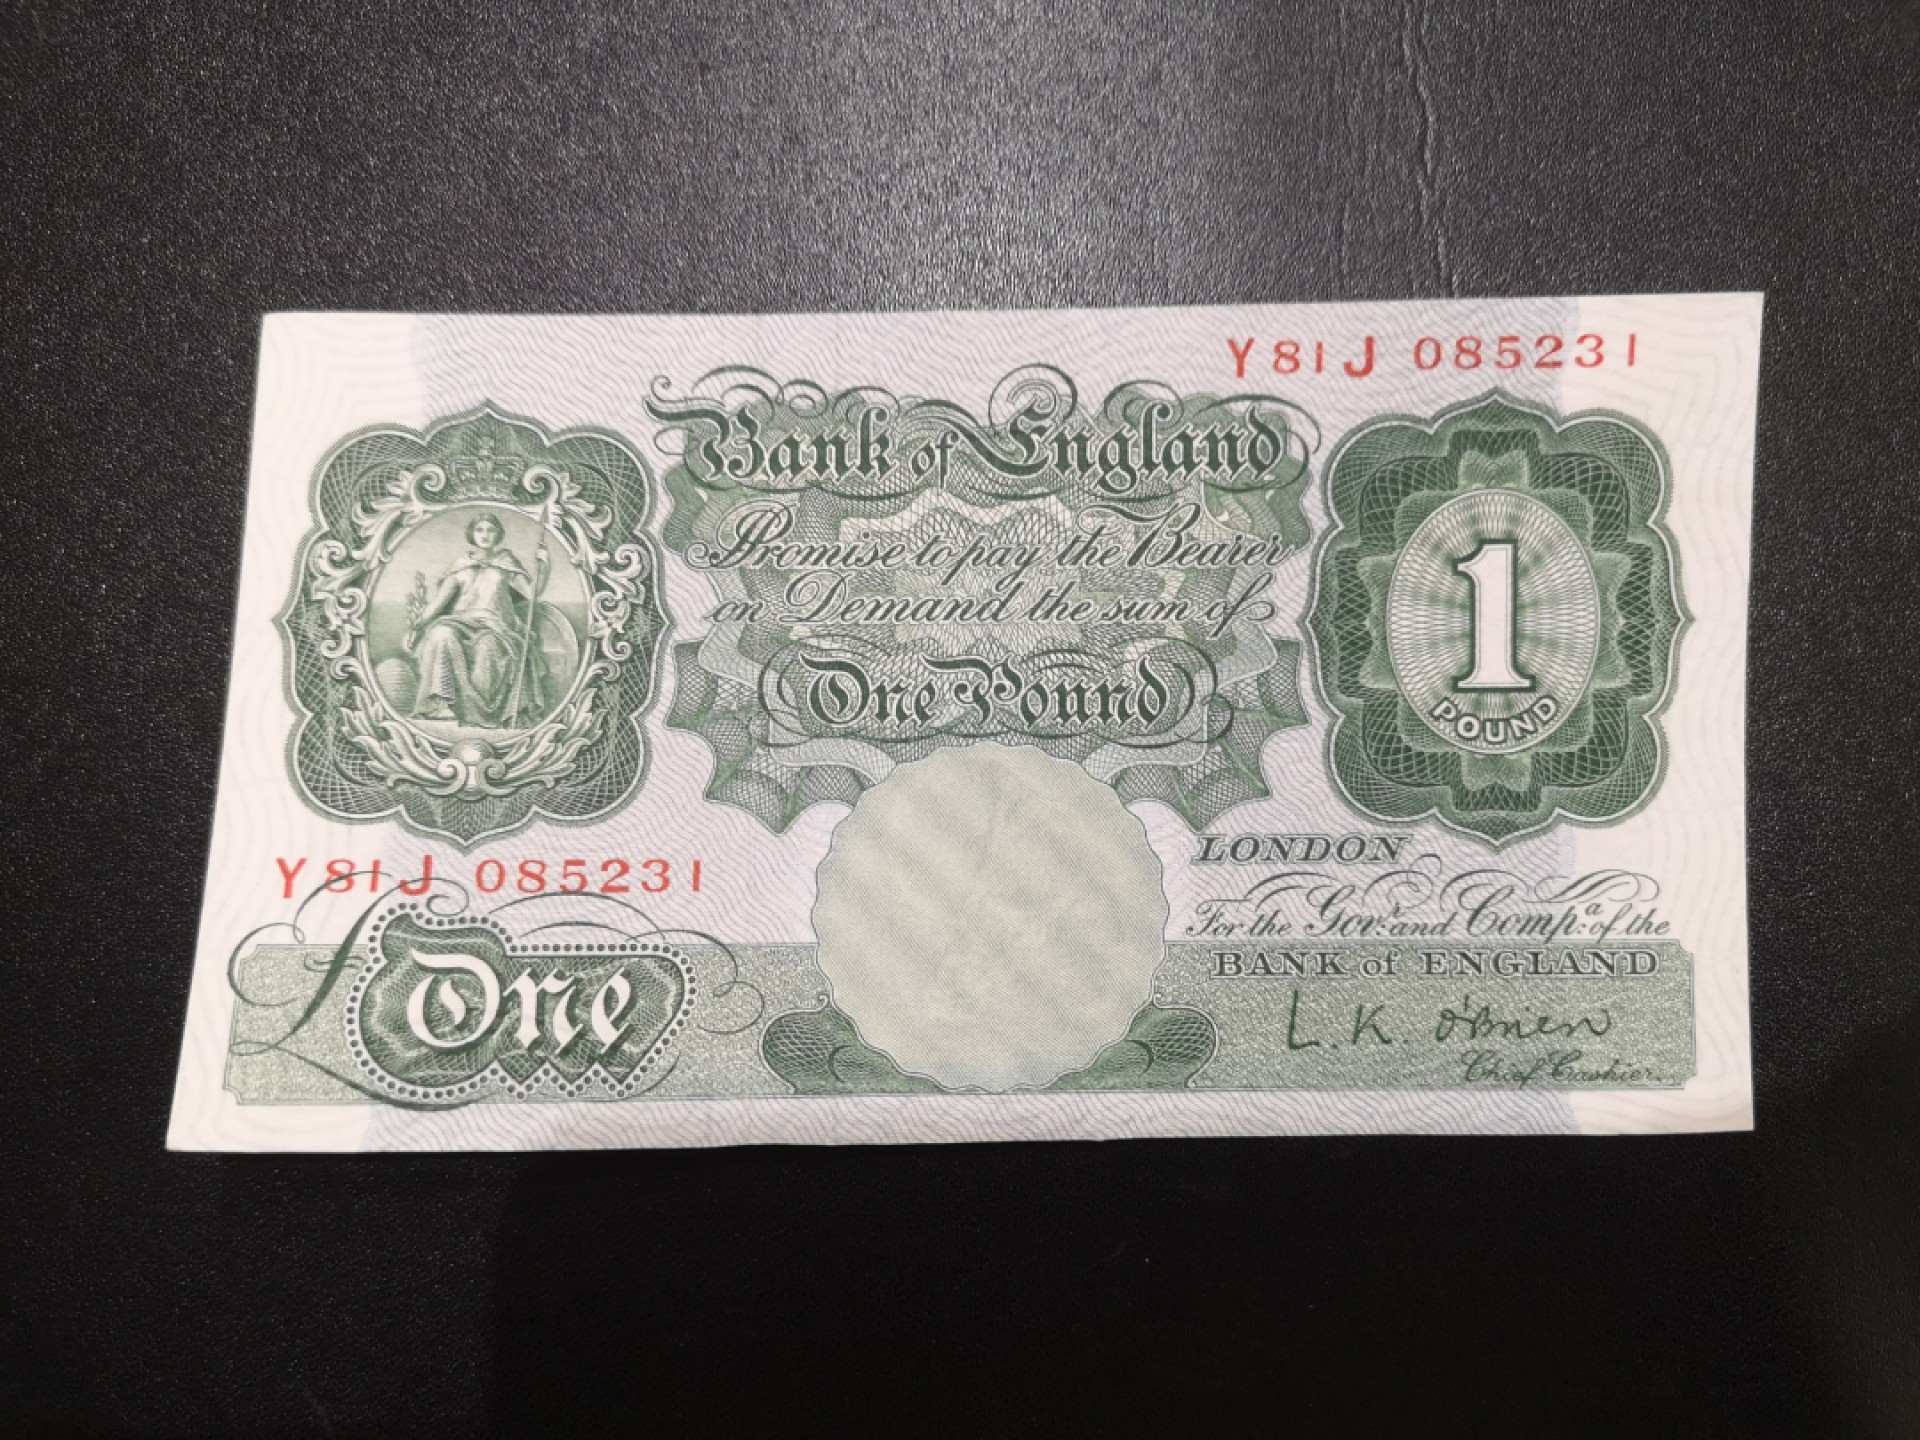 Y81J 085231
Bank of England
Promise to pay the Bearer
on Demand the sum of
One Pound
1
POUND
Y81J 085231
£One
LONDON
For the Govr. and Compa. of the
BANK of ENGLAND
L.K. O'Brien
Chief Cashier.